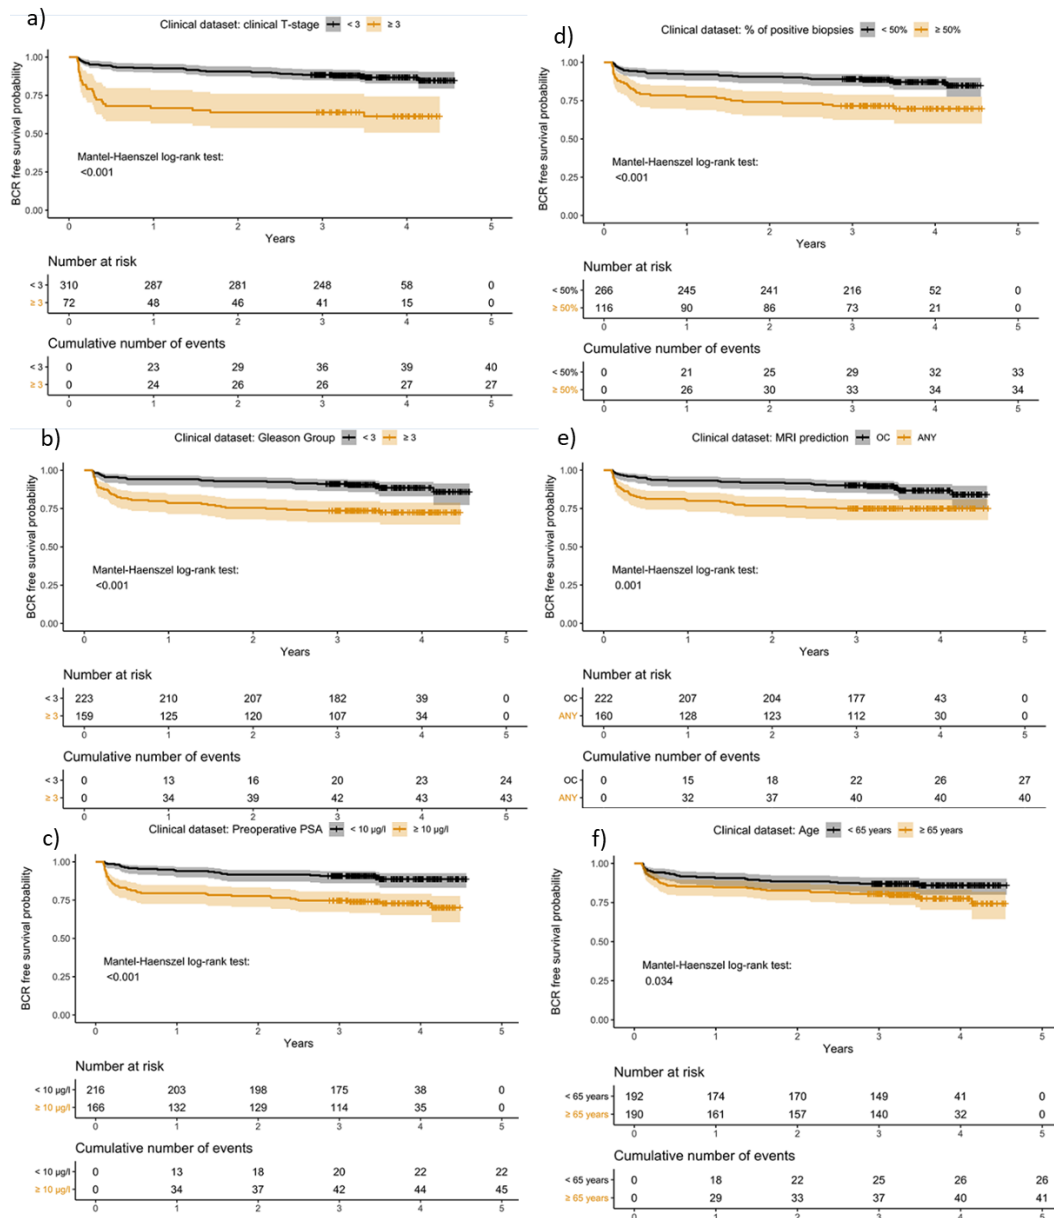 a)
Clinical dataset: clinical T-stage < 3 ≥ 3
BCR free survival probability
1.00
0.75
0.50
0.25
0.00
Mantel-Haenszel log-rank test:
<0.001
0 1 2 3 4 5
Years
Number at risk
< 3 310 287 281 248 58 0
≥ 3 72 48 46 41 15 0
0 1 2 3 4 5
Cumulative number of events
< 3 0 23 29 36 39 40
≥ 3 0 24 26 26 27 27
0 1 2 3 4 5
d)
Clinical dataset: % of positive biopsies < 50% ≥ 50%
BCR free survival probability
1.00
0.75
0.50
0.25
0.00
Mantel-Haenszel log-rank test:
<0.001
0 1 2 3 4 5
Years
Number at risk
< 50% 266 245 241 216 52 0
≥ 50% 116 90 86 73 21 0
0 1 2 3 4 5
Cumulative number of events
< 50% 0 21 25 29 32 33
≥ 50% 0 26 30 33 34 34
0 1 2 3 4 5
b)
Clinical dataset: Gleason Group < 3 ≥ 3
BCR free survival probability
1.00
0.75
0.50
0.25
0.00
Mantel-Haenszel log-rank test:
<0.001
0 1 2 3 4 5
Years
Number at risk
< 3 223 210 207 182 39 0
≥ 3 159 125 120 107 34 0
0 1 2 3 4 5
Cumulative number of events
< 3 0 13 16 20 23 24
≥ 3 0 34 39 42 43 43
0 1 2 3 4 5
e)
Clinical dataset: MRI prediction OC ANY
BCR free survival probability
1.00
0.75
0.50
0.25
0.00
Mantel-Haenszel log-rank test:
0.001
0 1 2 3 4 5
Years
Number at risk
OC 222 207 204 177 43 0
ANY 160 128 123 112 30 0
0 1 2 3 4 5
Cumulative number of events
OC 0 15 18 22 26 27
ANY 0 32 37 40 40 40
0 1 2 3 4 5
c)
Clinical dataset: Preoperative PSA < 10 µg/l ≥ 10 µg/l
BCR free survival probability
1.00
0.75
0.50
0.25
0.00
Mantel-Haenszel log-rank test:
<0.001
0 1 2 3 4 5
Years
Number at risk
< 10 µg/l 216 203 198 175 38 0
≥ 10 µg/l 166 132 129 114 35 0
0 1 2 3 4 5
Cumulative number of events
< 10 µg/l 0 13 18 20 22 22
≥ 10 µg/l 0 34 37 42 44 45
0 1 2 3 4 5
f)
Clinical dataset: Age < 65 years ≥ 65 years
BCR free survival probability
1.00
0.75
0.50
0.25
0.00
Mantel-Haenszel log-rank test:
0.034
0 1 2 3 4 5
Years
Number at risk
< 65 years 192 174 170 149 41 0
≥ 65 years 190 161 157 140 32 0
0 1 2 3 4 5
Cumulative number of events
< 65 years 0 18 22 25 26 26
≥ 65 years 0 29 33 37 40 41
0 1 2 3 4 5